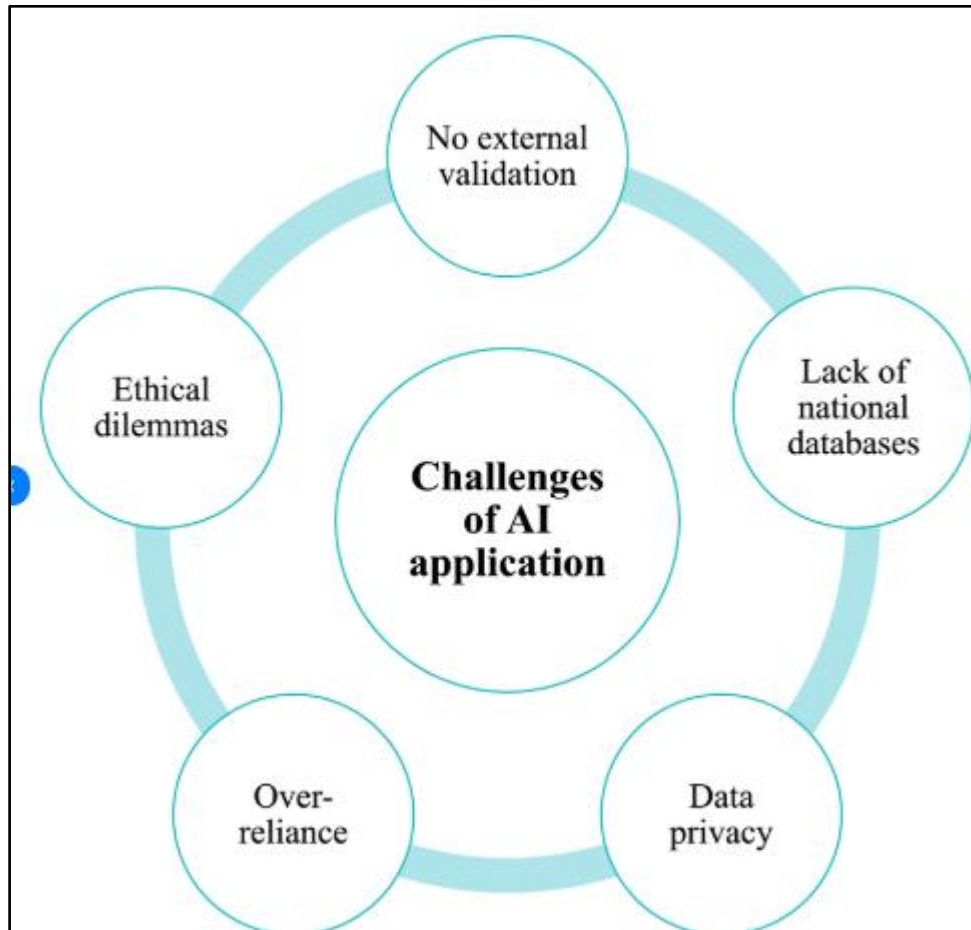 No external
validation
Lack of
national
databases
Data
privacy
Over-
reliance
Ethical
dilemmas
Challenges
of AI
application